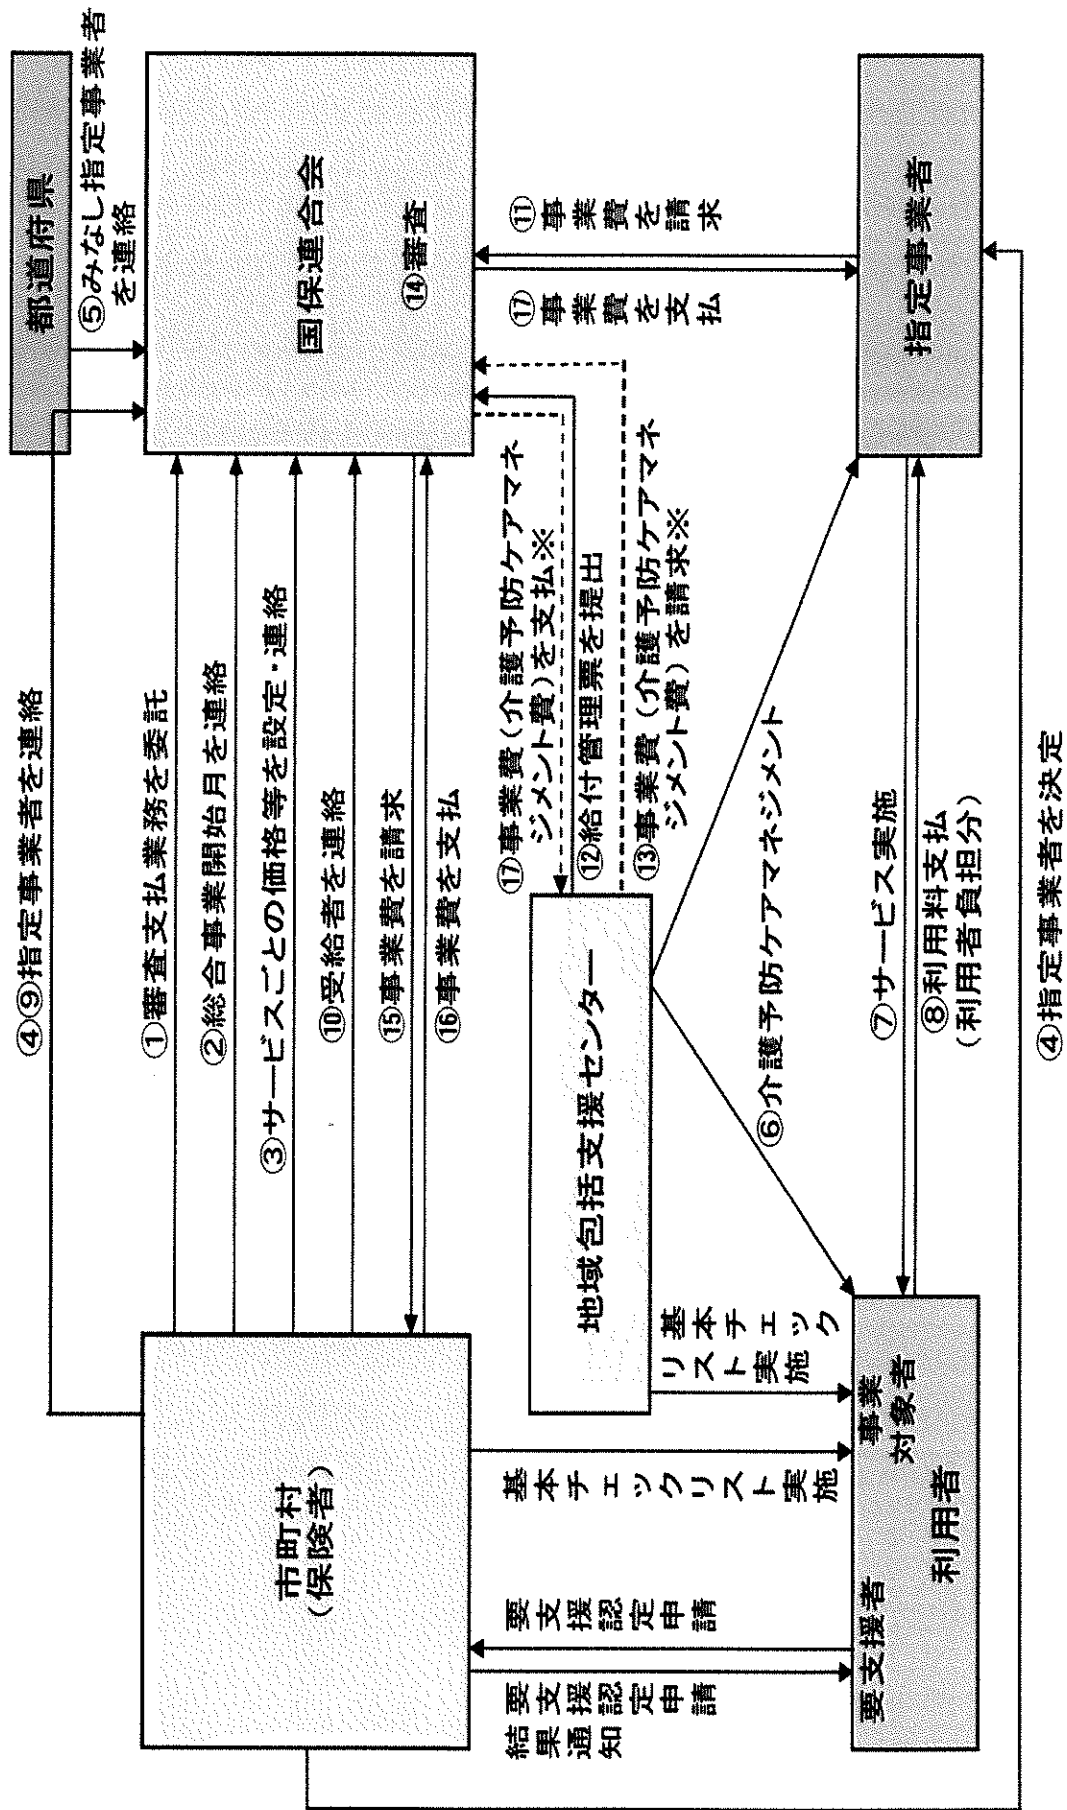 ④⑨指定事業者を連絡
都道府県
⑤みなし指定事業者
を連絡
市町村
(保険者)
①審査支払業務を委託
②総合事業開始月を連絡
③サービスごとの価格等を設定・連絡
⑩受給者を連絡
⑮事業費を請求
⑯事業費を支払
国保連合会
⑭審査
⑰事業費(介護予防ケアマネ
ジメント費)を支払※
⑫給付管理票を提出
⑬事業費(介護予防ケアマネ
ジメント費)を請求※
⑰事業費を支払
⑪事業費を請求
要支援認定申請
結果通知
要支援認定申請
基本チェックリスト実施
地域包括支援センター
基本チェック
リスト実施
⑥介護予防ケアマネジメント
要支援者
事業
対象者
利用者
⑦サービス実施
⑧利用料支払
(利用者負担分)
指定事業者
④指定事業者を決定